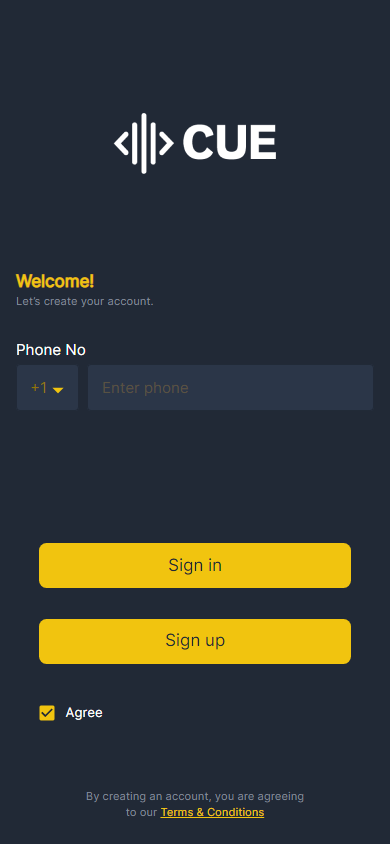 CUE
Welcome!
Let's create your account.
Phone No
+1 Enter phone
Sign in
Sign up
Agree
By creating an account, you are agreeing
to our Terms & Conditions